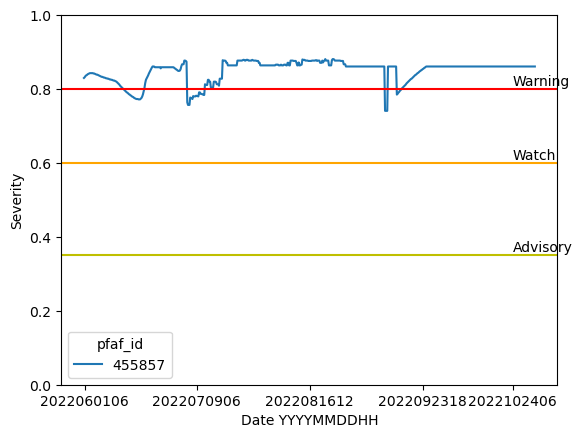 1.0
0.8
0.6
0.4
0.2
0.0
Severity
Warning
Watch
Advisory
pfaf_id
455857
2022060106 2022070906 2022081612 2022092318 2022102406
Date YYYYMMDDHH